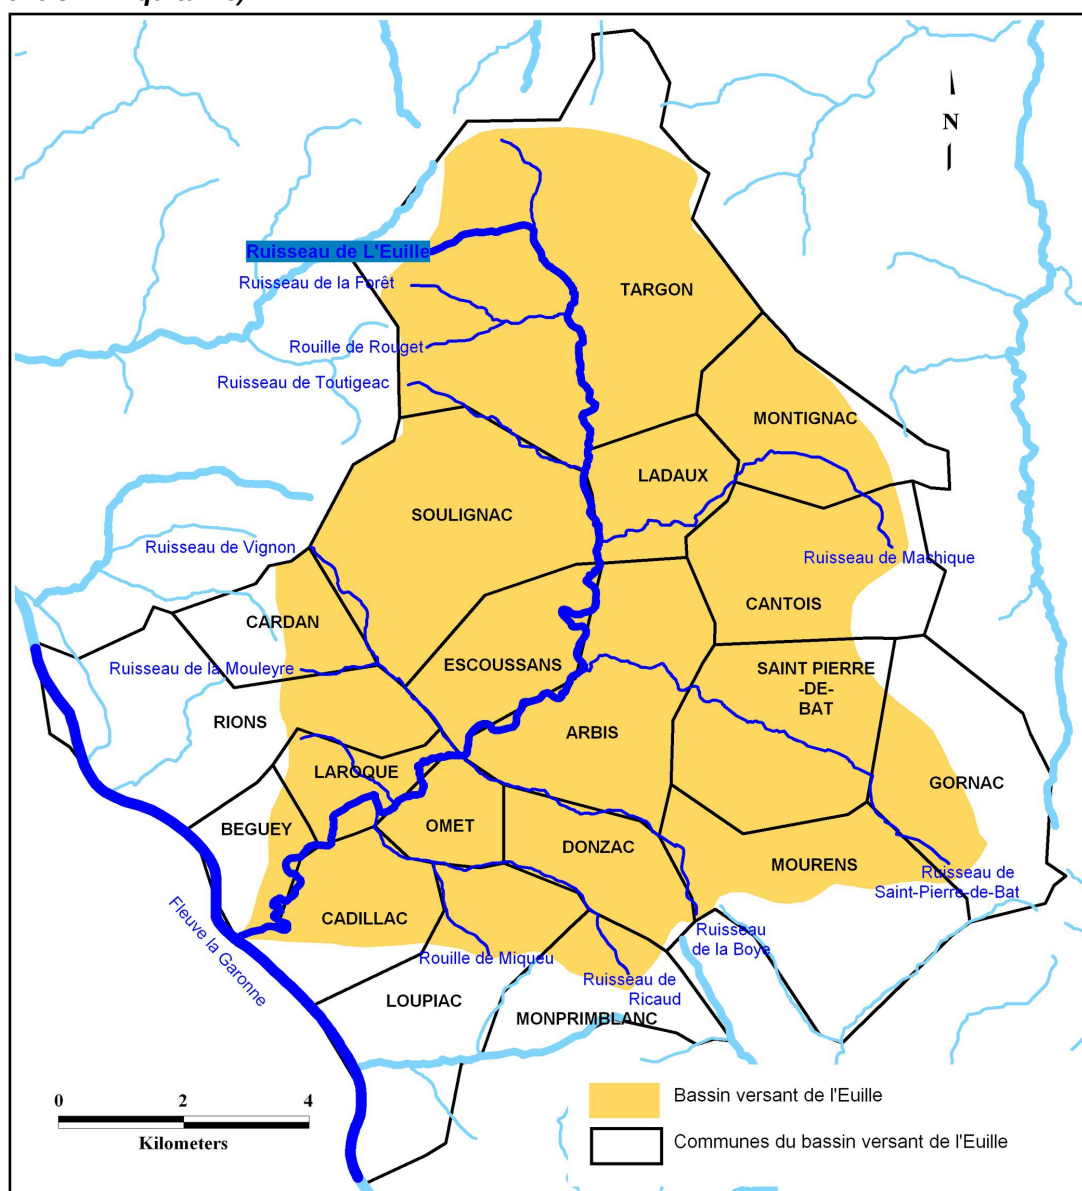 N
Ruisseau de L'Euille
Ruisseau de la Forêt
TARGON
Rouille de Rouget
Ruisseau de Toutigeac
MONTIGNAC
LADAUX
SOULIGNAC
Ruisseau de Vignon
Ruisseau de Machique
CANTOIS
CARDAN
ESCOUSSANS
SAINT PIERRE
-DE-
BAT
Ruisseau de la Mouleyre
RIONS
ARBIS
LAROQUE
GORNAC
BEGUEY
OMET
DONZAC
MOURENS
Ruisseau de
Saint-Pierre-de-Bat
CADILLAC
Fleuve la Garonne
Ruisseau
de la Boye
Rouille de Miqueu
Ruisseau de
Ricaud
LOUPIAC
MONPRIMBLANC
0 2 4
Kilometers
Bassin versant de l'Euille
Communes du bassin versant de l'Euille